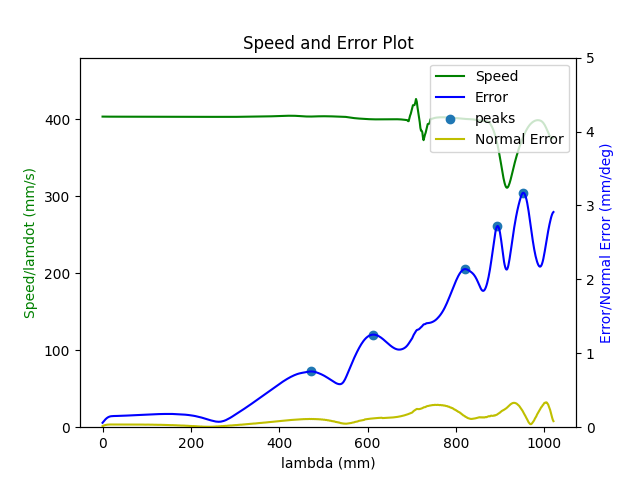 Speed and Error Plot
Speed
Error
peaks
Normal Error
Speed/lamdot (mm/s)
0
100
200
300
400
0
200
400
600
800
1000
lambda (mm)
0
1
2
3
4
5
Error/Normal Error (mm/deg)